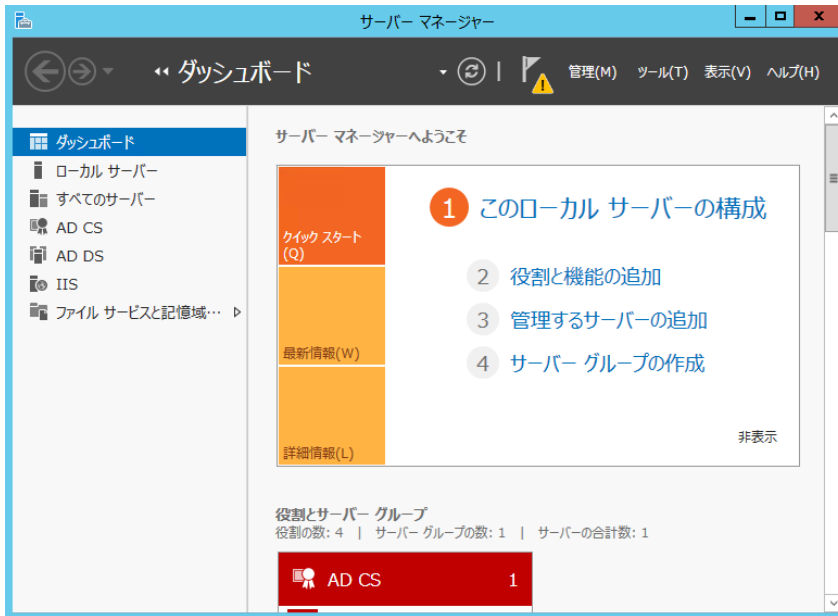 サーバー マネージャー
ダッシュボード
管理(M) ツール(T) 表示(V) ヘルプ(H)
ダッシュボード
ローカル サーバー
すべてのサーバー
AD CS
AD DS
IIS
ファイル サービスと記憶域…
サーバー マネージャーへようこそ
クイック スタート
(Q)
最新情報(W)
詳細情報(L)
1 このローカル サーバーの構成
2 役割と機能の追加
3 管理するサーバーの追加
4 サーバー グループの作成
非表示
役割とサーバー グループ
役割の数: 4 | サーバー グループの数: 1 | サーバーの合計数: 1
AD CS 1